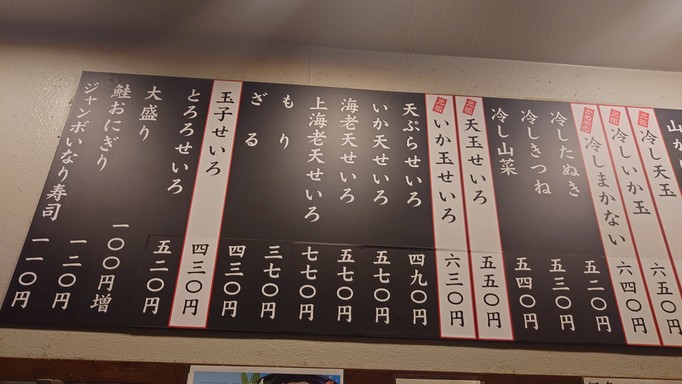 山か
冷し天玉
冷しいか玉 六五〇円
冷しまかない 六四〇円
冷したぬき 五二〇円
冷しきつね 五三〇円
冷し山菜 五四〇円
天玉せいろ 五五〇円
いか玉せいろ 六三〇円
天ぷらせいろ 四九〇円
いか天せいろ 五七〇円
海老天せいろ 五七〇円
上海老天せいろ 七七〇円
もり 三七〇円
ざる 四三〇円
玉子せいろ 四三〇円
とろろせいろ 五二〇円
大盛り 一〇〇円増
鮭おにぎり 一二〇円
ジャンボいなり寿司 一一〇円